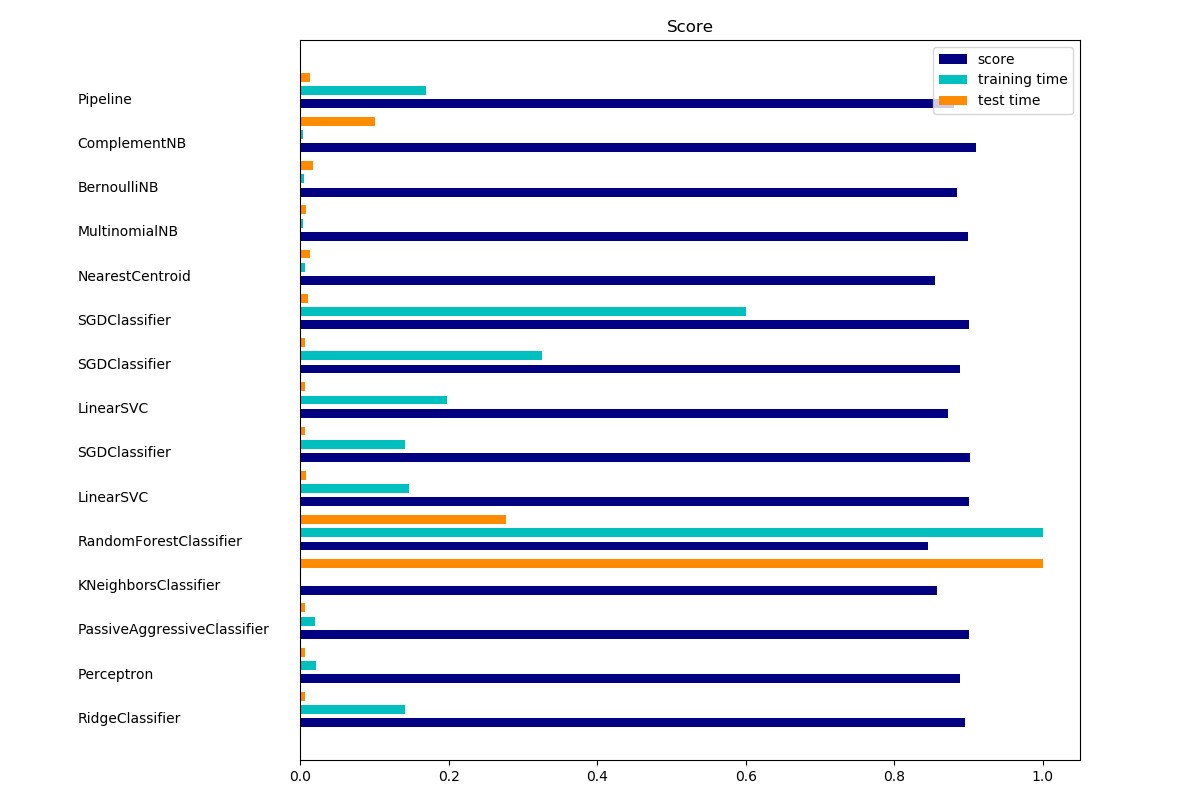 Score
score
training time
test time
Pipeline
ComplementNB
BernoulliNB
MultinomialNB
NearestCentroid
SGDClassifier
SGDClassifier
LinearSVC
SGDClassifier
LinearSVC
RandomForestClassifier
KNeighborsClassifier
PassiveAggressiveClassifier
Perceptron
RidgeClassifier
0.0 0.2 0.4 0.6 0.8 1.0